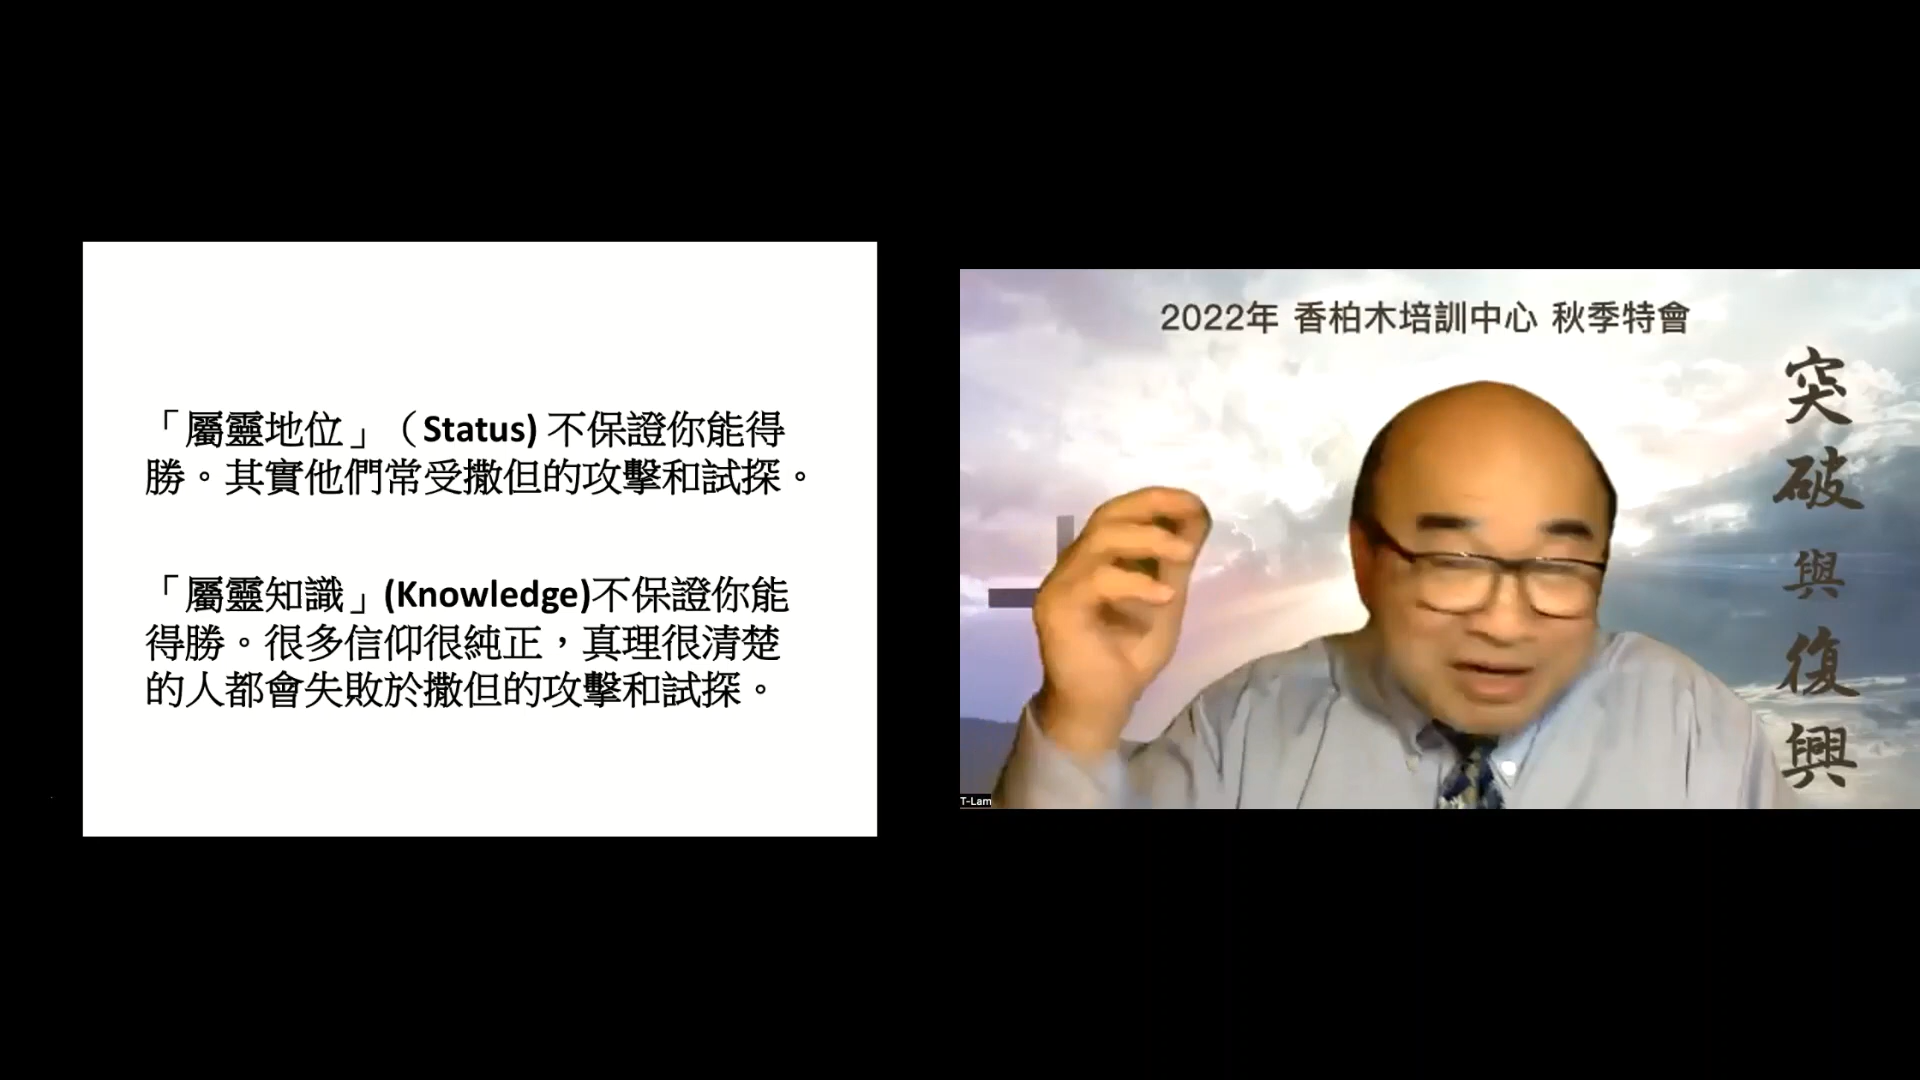 「屬靈地位」（Status) 不保證你能得
勝。其實他們常受撒但的攻擊和試探。
「屬靈知識」(Knowledge)不保證你能
得勝。很多信仰很純正，真理很清楚
的人都會失敗於撒但的攻擊和試探。
2022年 香柏木培訓中心 秋季特會
突破與復興
T-Lam